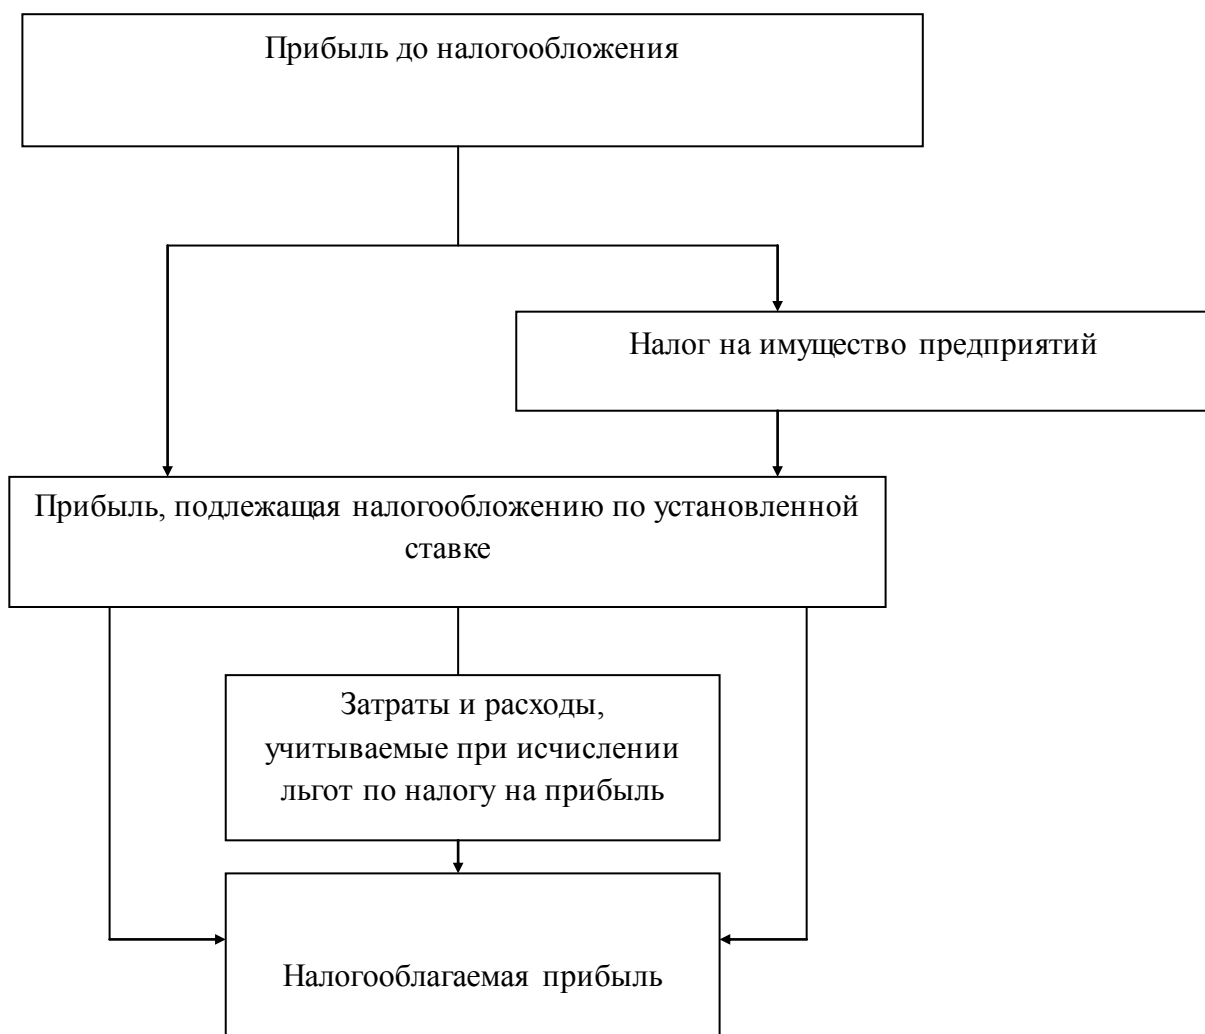 Прибыль до налогообложения
Налог на имущество предприятий
Прибыль, подлежащая налогообложению по установленной
ставке
Затраты и расходы,
учитываемые при исчислении
льгот по налогу на прибыль
Налогооблагаемая прибыль